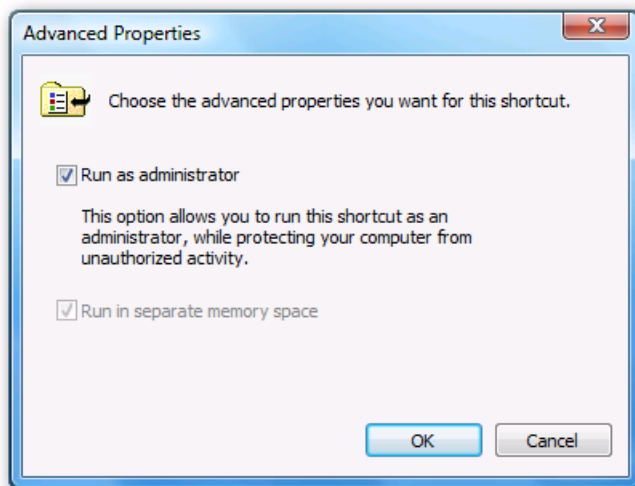 Advanced Properties
Choose the advanced properties you want for this shortcut.
Run as administrator
This option allows you to run this shortcut as an
administrator, while protecting your computer from
unauthorized activity.
Run in separate memory space
OK
Cancel